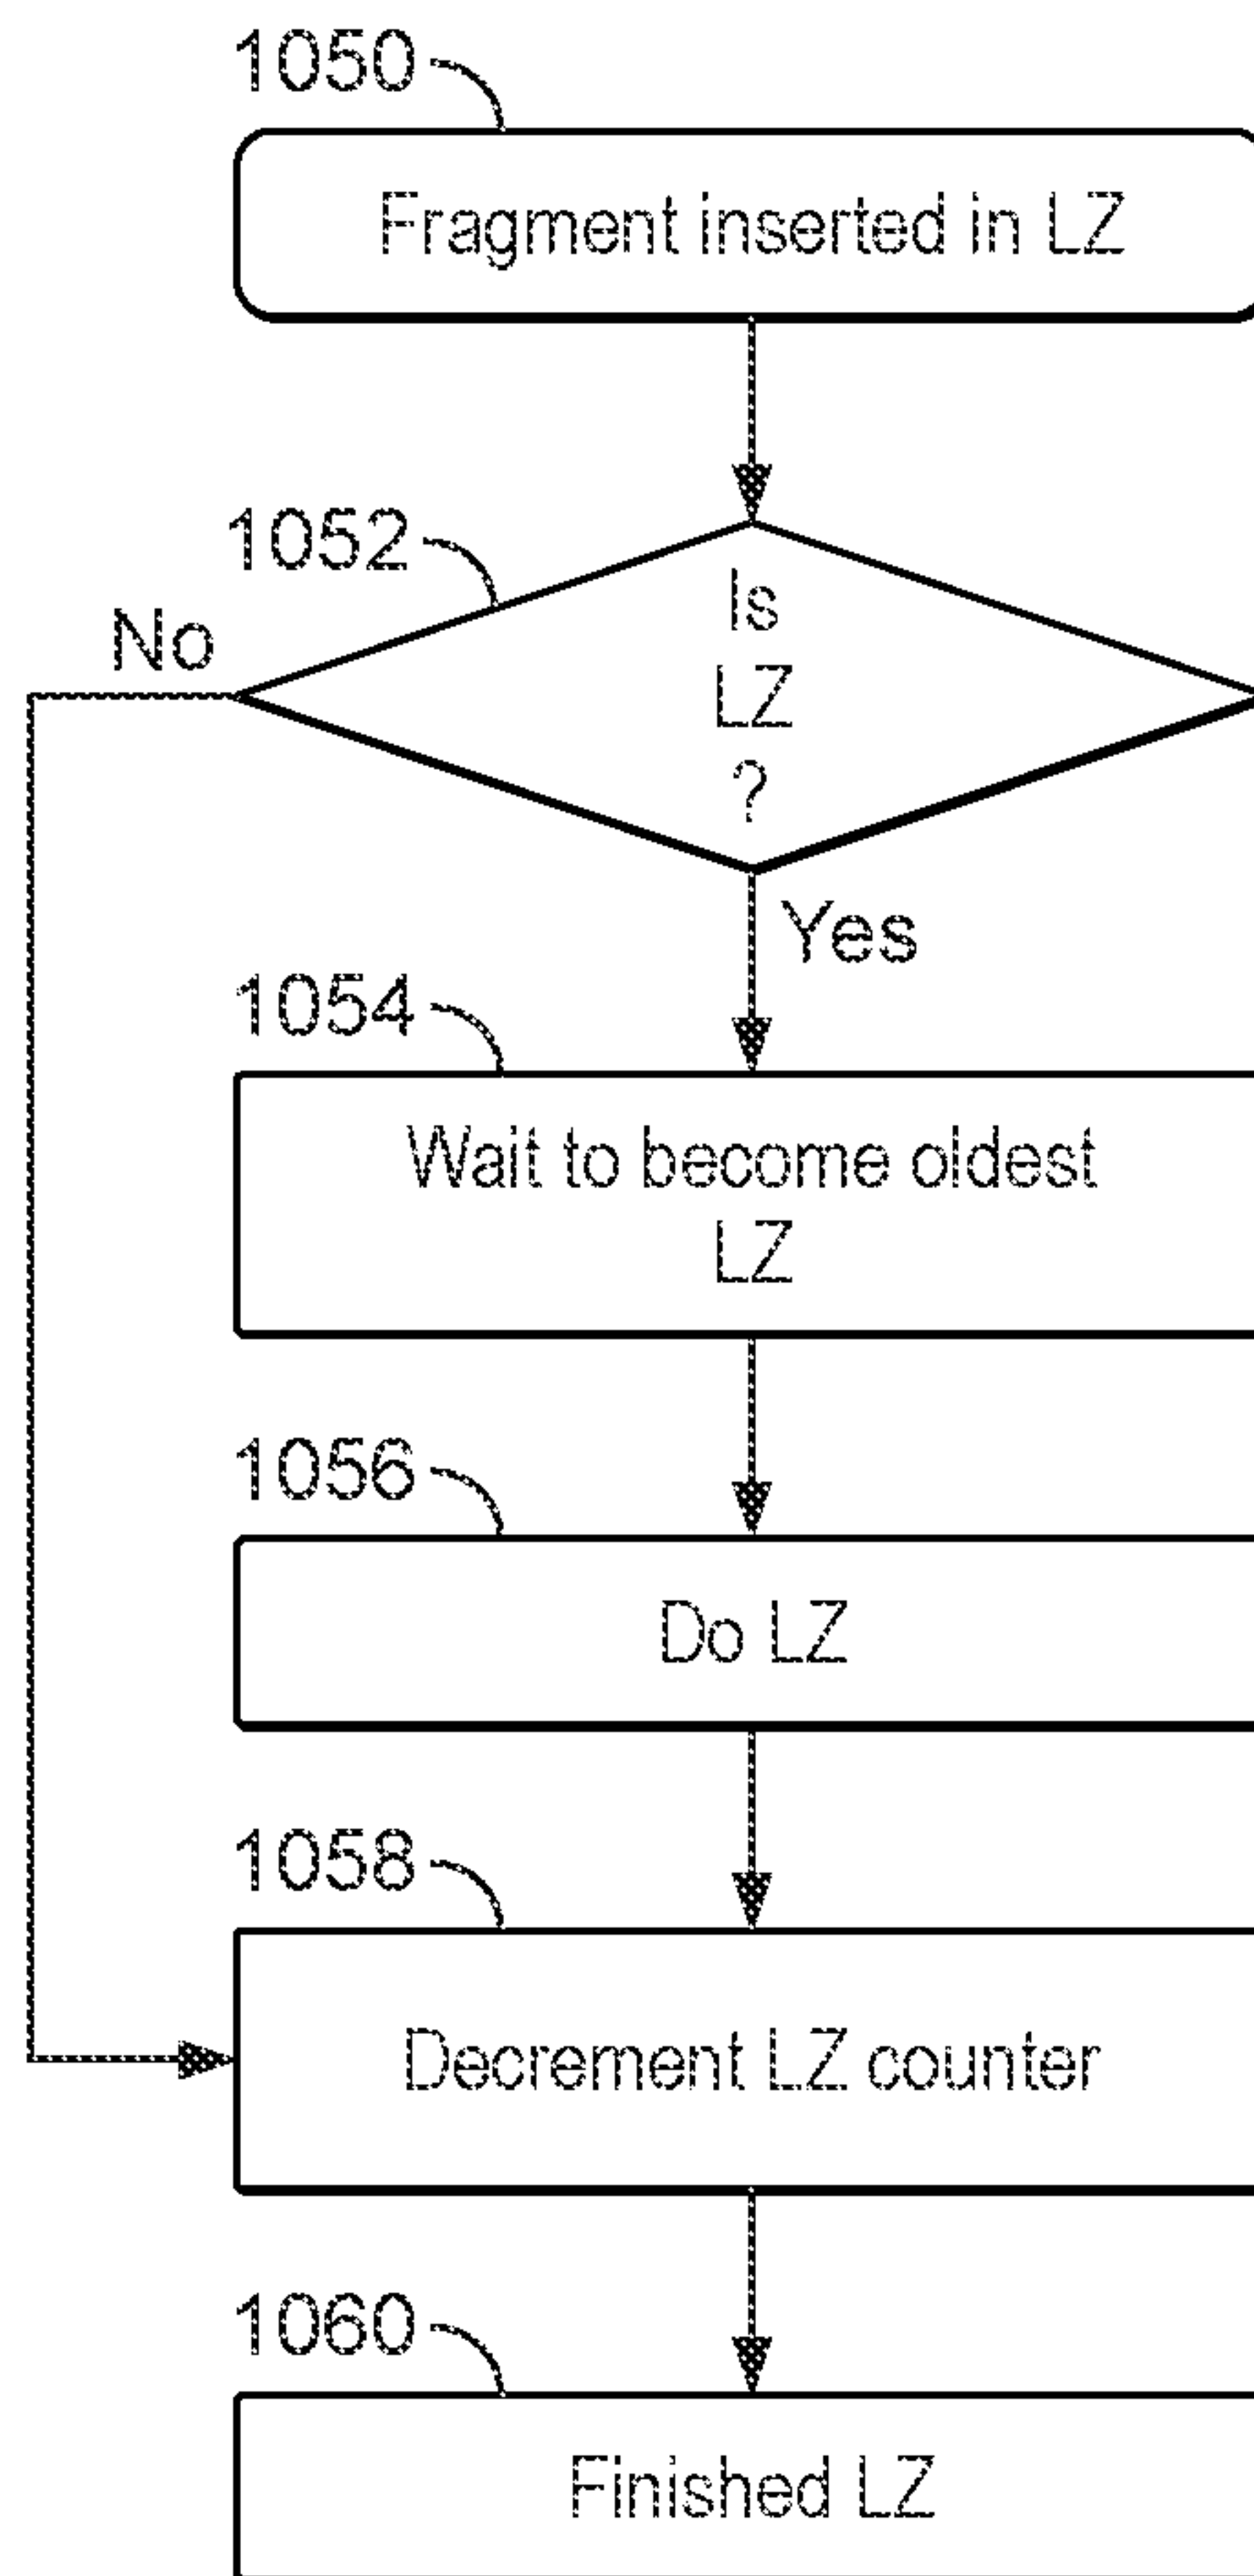 1050
Fragment inserted in LZ
1052
Is
LZ
?
No
Yes
1054
Wait to become oldest
LZ
1056
Do LZ
1058
Decrement LZ counter
1060
Finished LZ